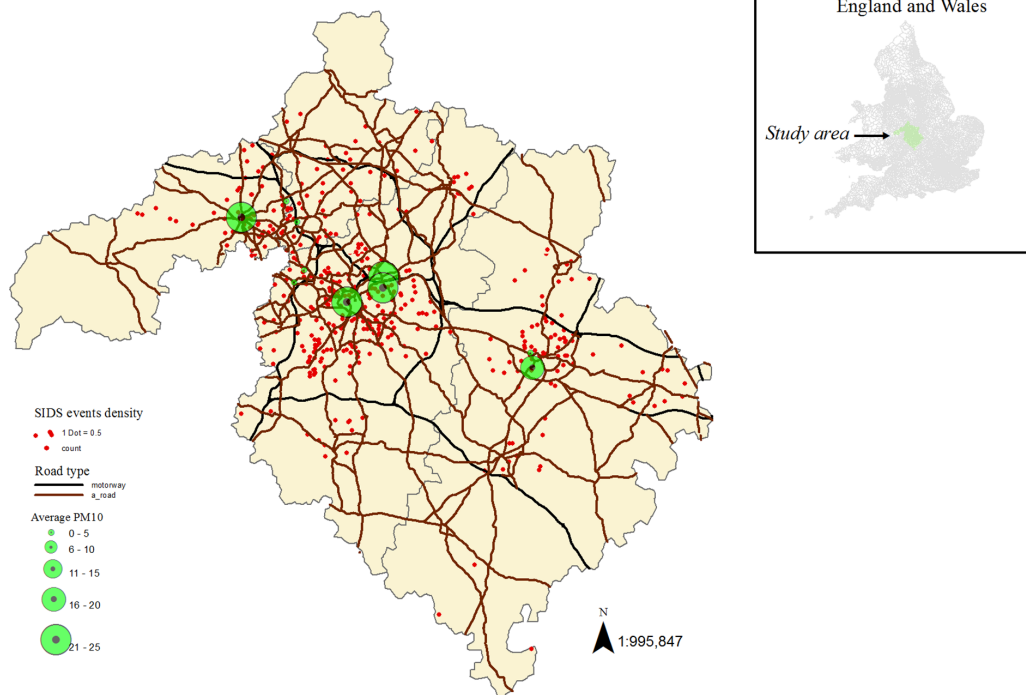 England and Wales
Study area
SIDS events density
1 Dot = 0.5
count
Road type
motorway
a_road
Average PM10
0 - 5
6 - 10
11 - 15
16 - 20
21 - 25
N
1:995,847